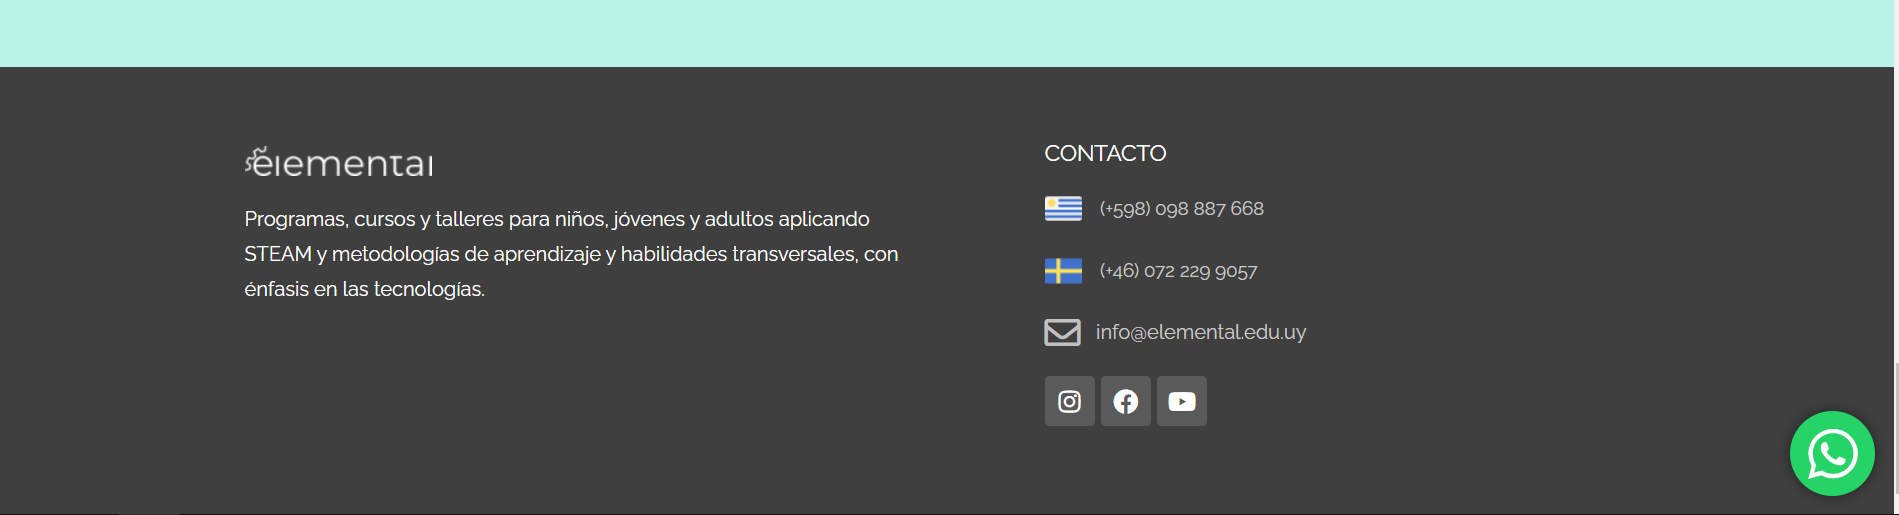 elemental
Programas, cursos y talleres para niños, jóvenes y adultos aplicando
STEAM y metodologías de aprendizaje y habilidades transversales, con
énfasis en las tecnologías.
CONTACTO
(+598) 098 887 668
(+46) 072 229 9057
info@elemental.edu.uy